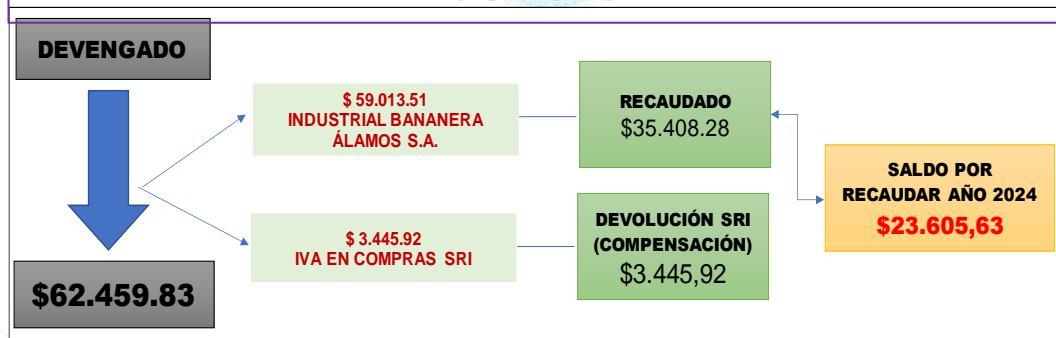 DEVENGADO
$ 59.013.51
INDUSTRIAL BANANERA
ÁLAMOS S.A.
RECAUDADO
$35.408.28
SALDO POR
RECAUDAR AÑO 2024
$23.605,63
$ 3.445.92
IVA EN COMPRAS SRI
DEVOLUCIÓN SRI
(COMPENSACIÓN)
$3.445,92
$62.459.83